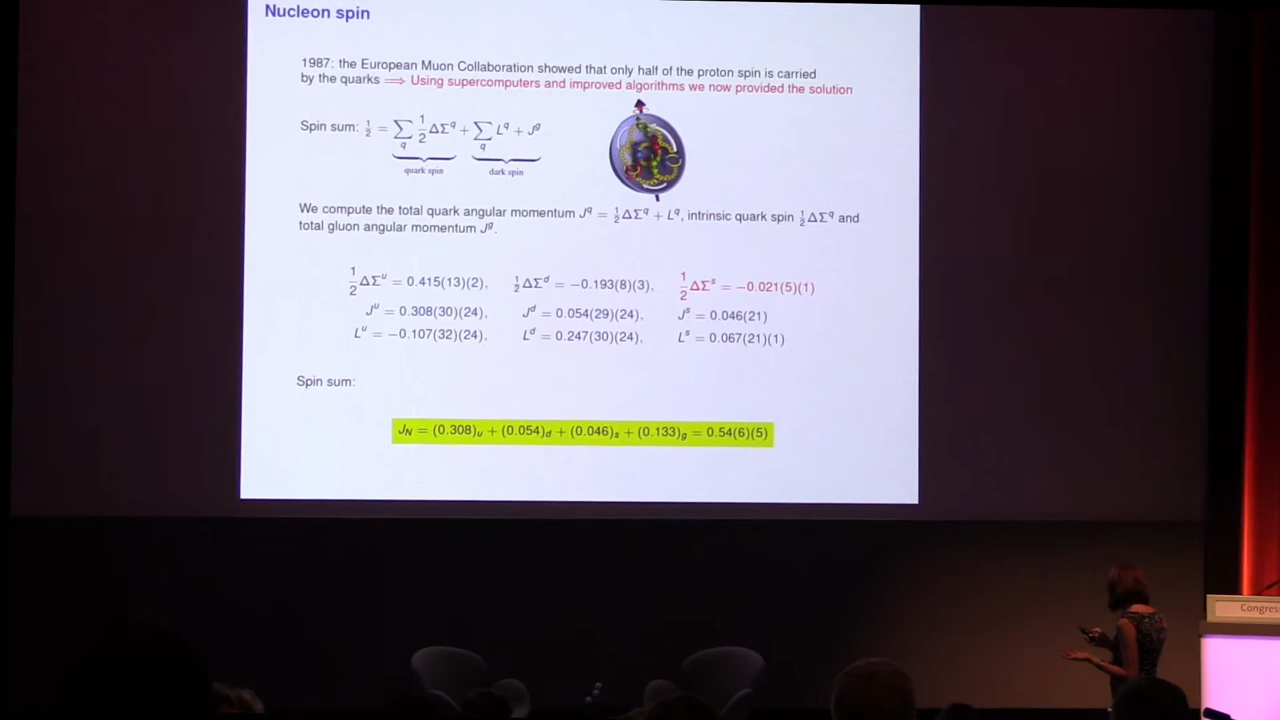 Nucleon spin
1987: the European Muon Collaboration showed that only half of the proton spin is carried
by the quarks ⟹ Using supercomputers and improved algorithms we now provided the solution
Spin sum: ½ = ∑_q ½ΔΣ^q + ∑_q L^q + J^g
quark spin dark spin
We compute the total quark angular momentum J^q = ½ΔΣ^q + L^q, intrinsic quark spin ½ΔΣ^q and
total gluon angular momentum J^g.
½ΔΣ^u = 0.415(13)(2), ½ΔΣ^d = −0.193(8)(3), ½ΔΣ^s = −0.021(5)(1)
J^u = 0.308(30)(24), J^d = 0.054(29)(24), J^s = 0.046(21)
L^u = −0.107(32)(24), L^d = 0.247(30)(24), L^s = 0.067(21)(1)
Spin sum:
J_N = (0.308)_u + (0.054)_d + (0.046)_s + (0.133)_g = 0.54(6)(5)